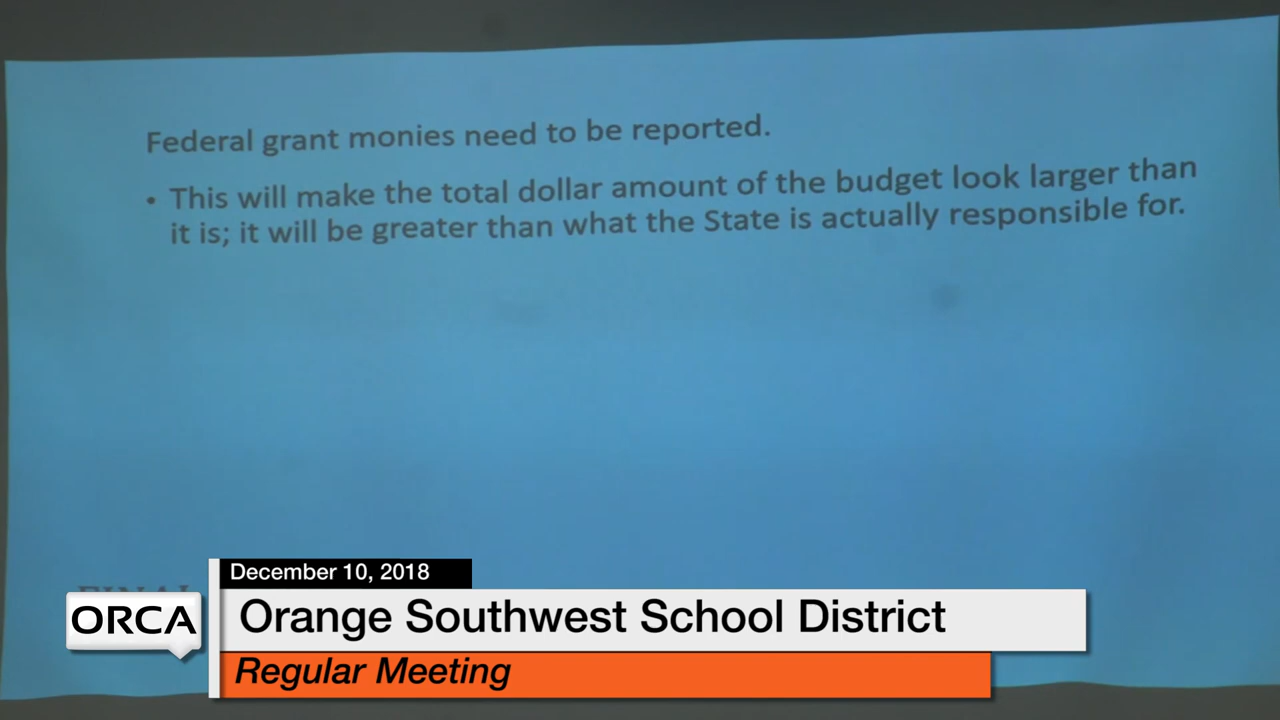 Federal grant monies need to be reported.
• This will make the total dollar amount of the budget look larger than
it is; it will be greater than what the State is actually responsible for.
December 10, 2018
ORCA
Orange Southwest School District
Regular Meeting